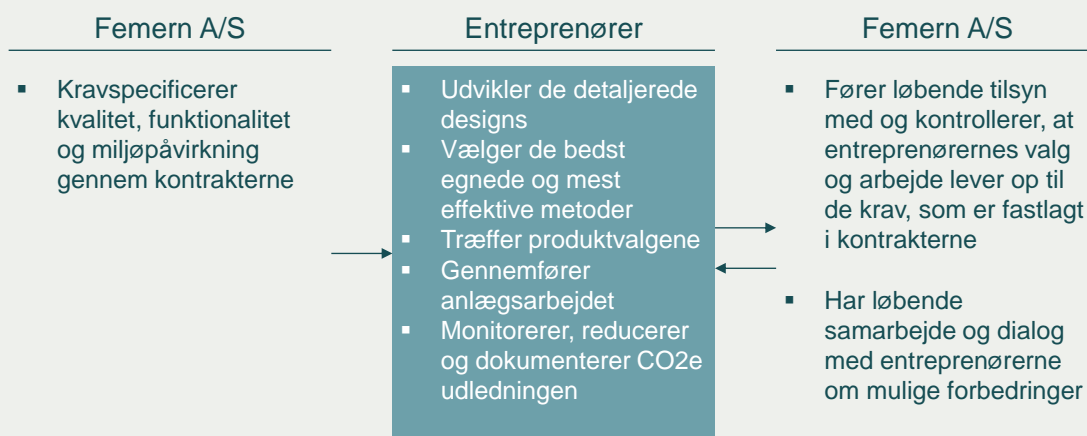 Femern A/S
▪ Kravspecificerer
kvalitet, funktionalitet
og miljøpåvirkning
gennem kontrakterne
Entreprenører
▪ Udvikler de detaljerede
designs
▪ Vælger de bedst
egnede og mest
effektive metoder
▪ Træffer produktvalgene
▪ Gennemfører
anlægsarbejdet
▪ Monitorerer, reducerer
og dokumenterer CO2e
udledningen
Femern A/S
▪ Fører løbende tilsyn
med og kontrollerer, at
entreprenørernes valg
og arbejde lever op til
de krav, som er fastlagt
i kontrakterne
▪ Har løbende
samarbejde og dialog
med entreprenørerne
om mulige forbedringer